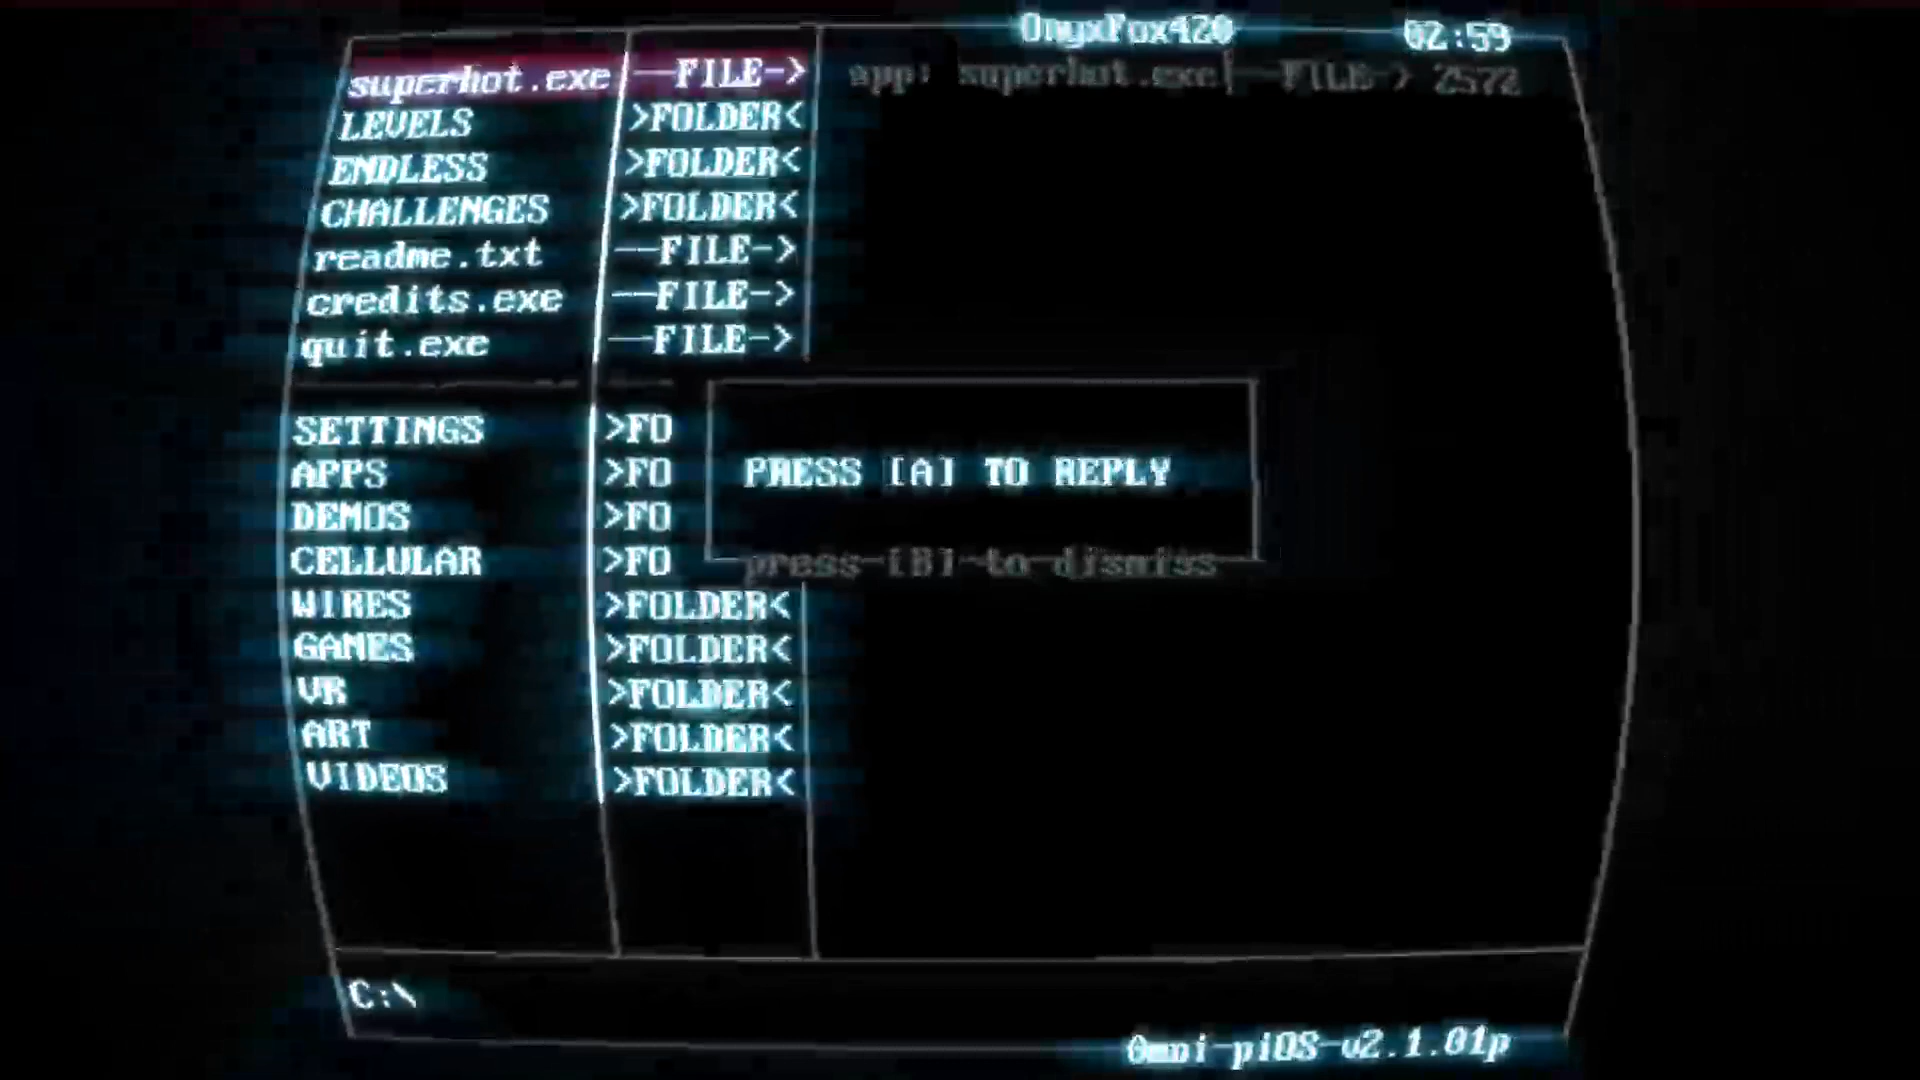 OnyxFox420 02:59
superhot.exe —FILE-> app: superhot.exe|—FILE-> 2572
LEVELS >FOLDER<
ENDLESS >FOLDER<
CHALLENGES >FOLDER<
readme.txt —FILE->
credits.exe —FILE->
quit.exe —FILE->
SETTINGS >FO
APPS >FO
PRESS [A] TO REPLY
DEMOS >FO
CELLULAR >FO
press-[B]-to-dismiss
WIRES >FOLDER<
GAMES >FOLDER<
VR >FOLDER<
ART >FOLDER<
VIDEOS >FOLDER<
C:\
Omni-piOS-v2.1.01p